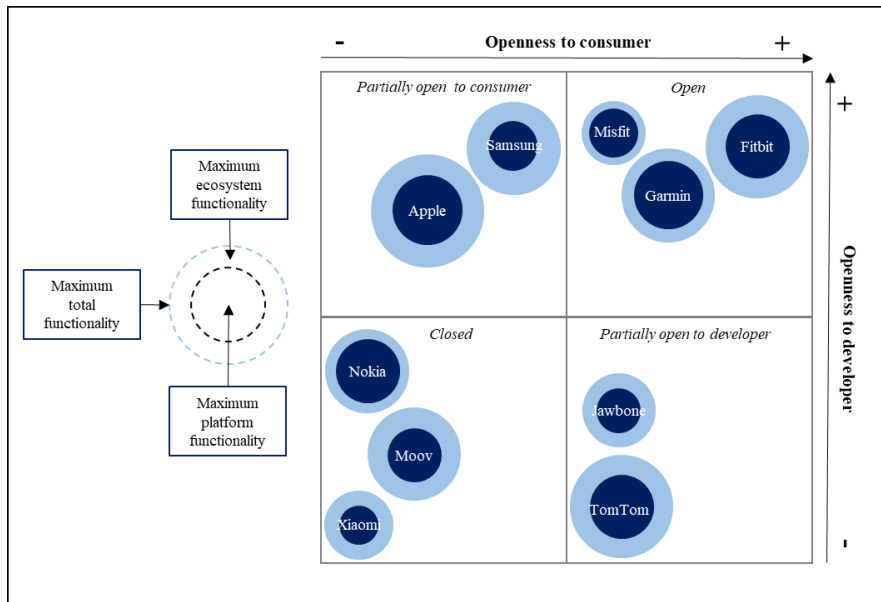 - Openness to consumer +
Partially open to consumer
Open
+
Samsung
Misfit
Fitbit
Apple
Garmin
Maximum
ecosystem
functionality
Maximum
total
functionality
Maximum
platform
functionality
Openness to developer
Closed
Partially open to developer
Nokia
Jawbone
Moov
TomTom
Xiaomi
-